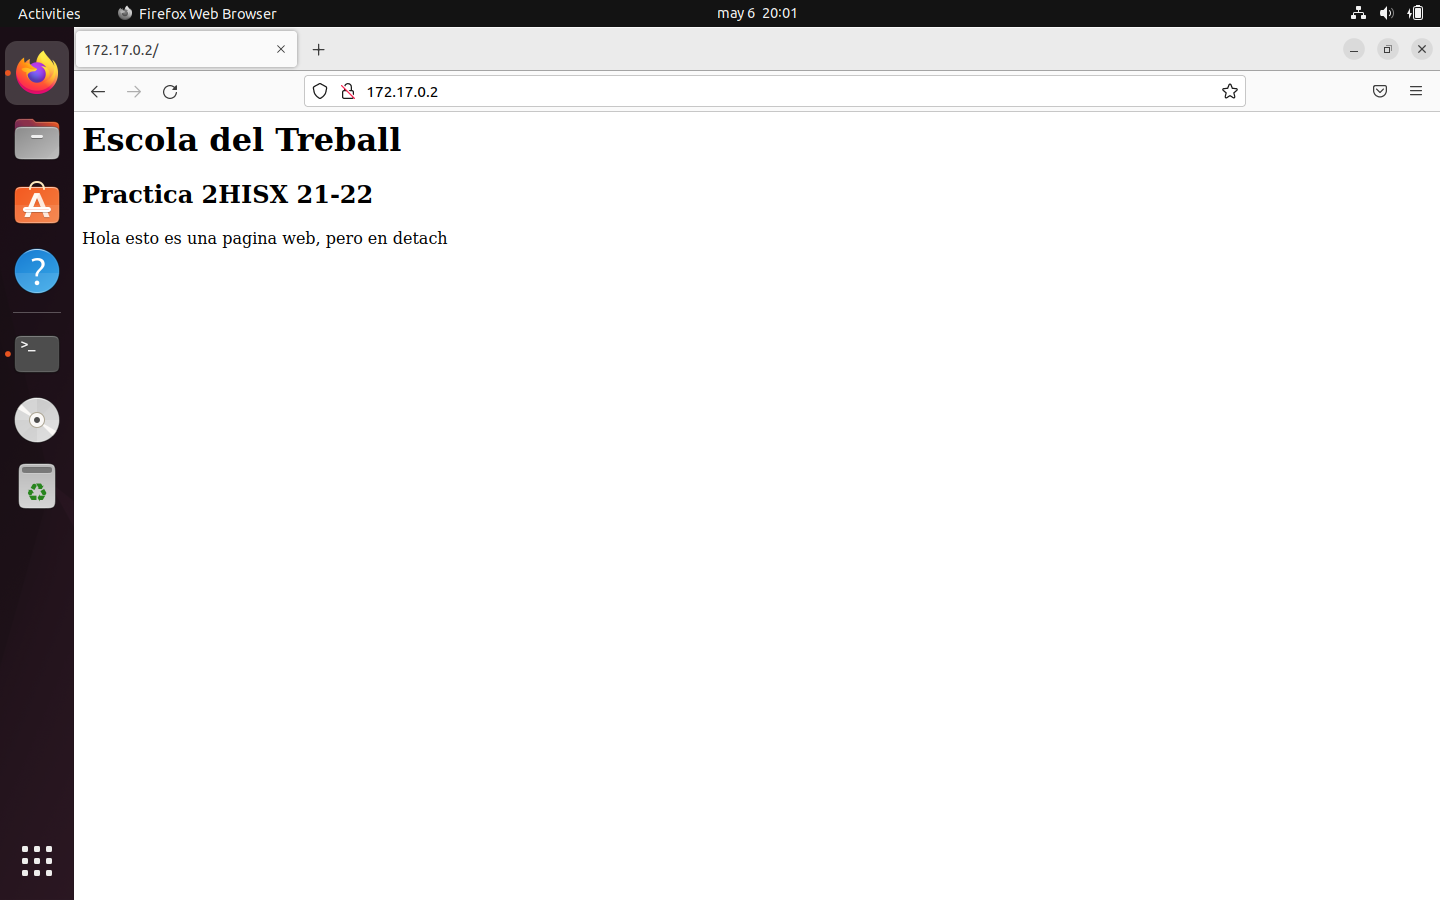 Activities Firefox Web Browser may 6 20:01
172.17.0.2/
172.17.0.2
Escola del Treball
Practica 2HISX 21-22
Hola esto es una pagina web, pero en detach